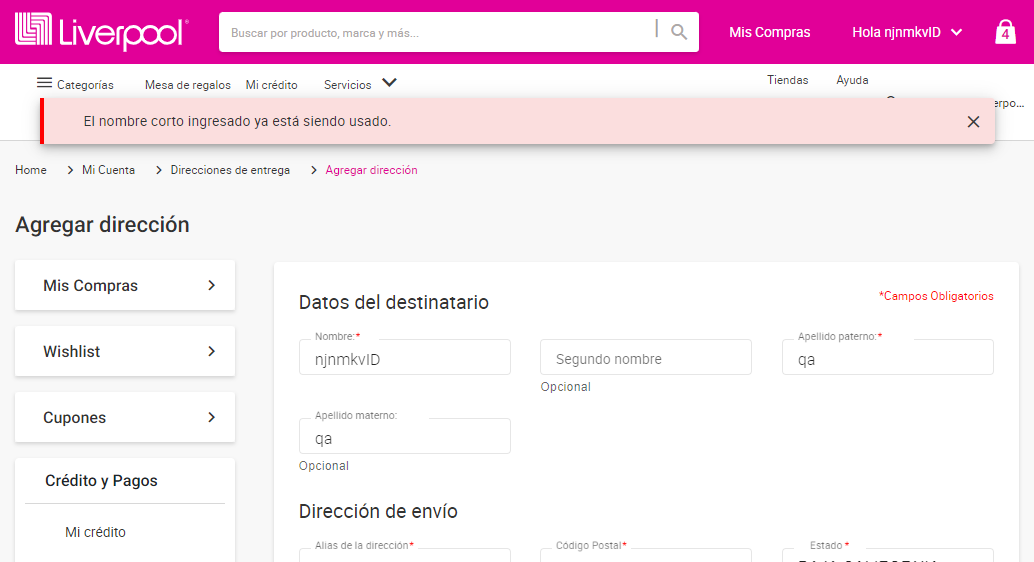 Liverpool
Buscar por producto, marca y más...
Mis Compras
Hola njnmkvID
4
Categorías
Mesa de regalos
Mi crédito
Servicios
Tiendas
Ayuda
El nombre corto ingresado ya está siendo usado.
Home
Mi Cuenta
Direcciones de entrega
Agregar dirección
Agregar dirección
Mis Compras
Wishlist
Cupones
Crédito y Pagos
Mi crédito
Datos del destinatario
*Campos Obligatorios
Nombre:*
njnmkvID
Segundo nombre
Opcional
Apellido paterno:*
qa
Apellido materno:
qa
Opcional
Dirección de envío
Alias de la dirección*
Código Postal*
Estado *